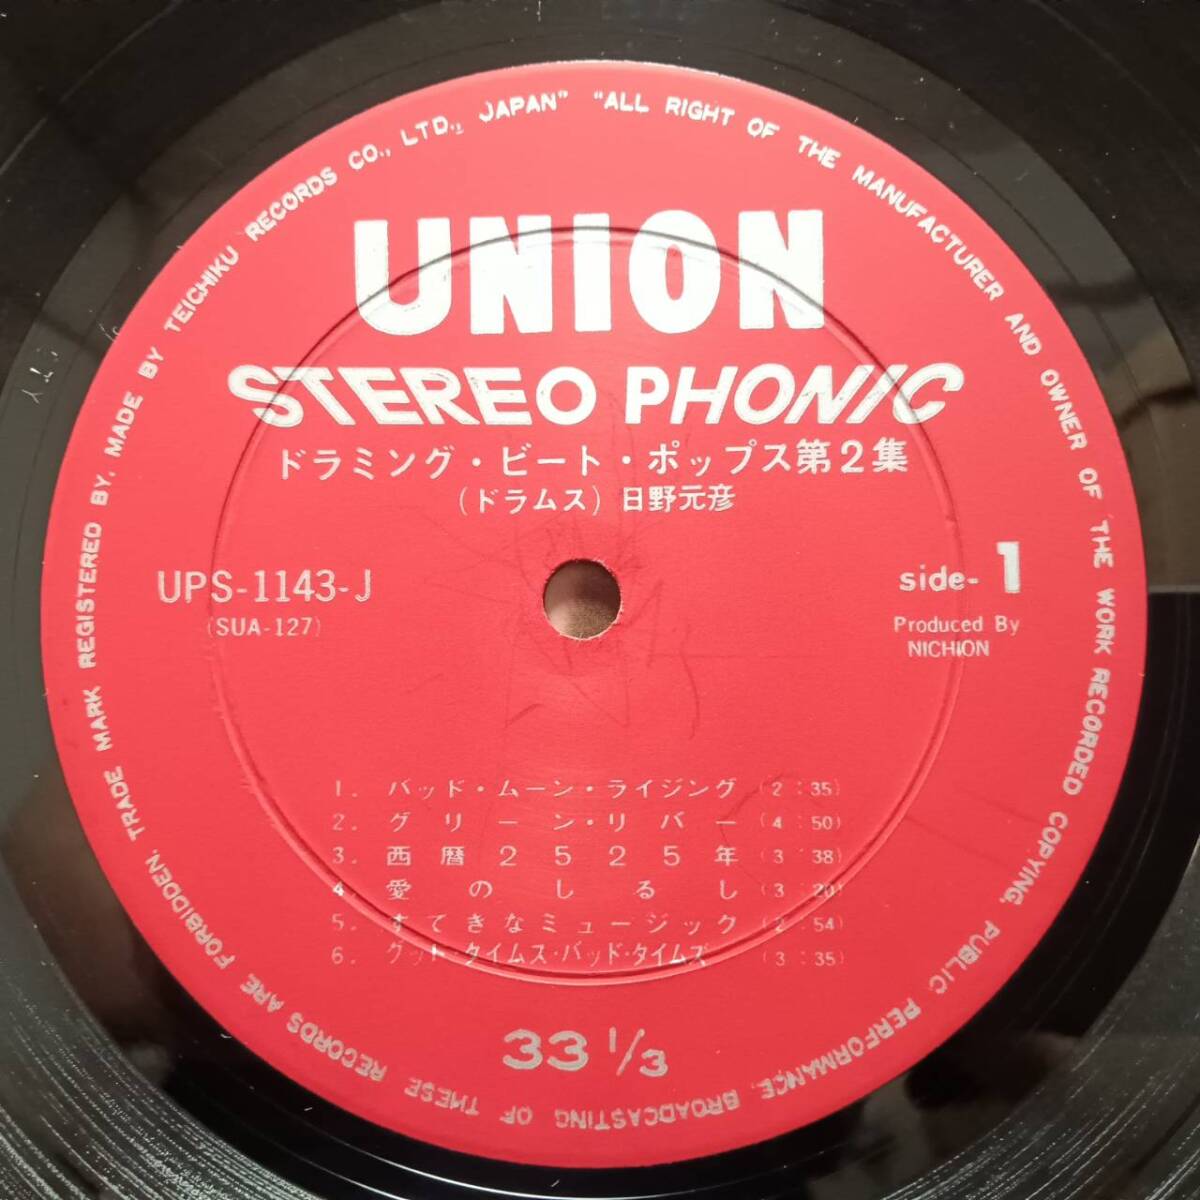 TRADE MARK REGISTERED BY, MADE BY TEICHIKU RECORDS CO., LTD., JAPAN" "ALL RIGHT OF THE MANUFACTURER AND OWNER OF THE WORK RECORDED COPYING, PUBLIC PERFORMANCE, BROADCASTING OF THESE RECORDS ARE FORBIDDEN,
UNION
STEREO PHONIC
ドラミング・ビート・ポップス第2集
(ドラムス) 日野元彦
UPS-1143-J
(SUA-127)
side-1
Produced By
NICHION
1. バッド・ムーン・ライジング (2:35)
2. グリーン・リバー (4:50)
3. 西暦2525年 (3:38)
4. 愛のしるし (3:20)
5. すてきなミュージック (2:54)
6. グット・タイムス・バッド・タイムズ (3:35)
33 1/3